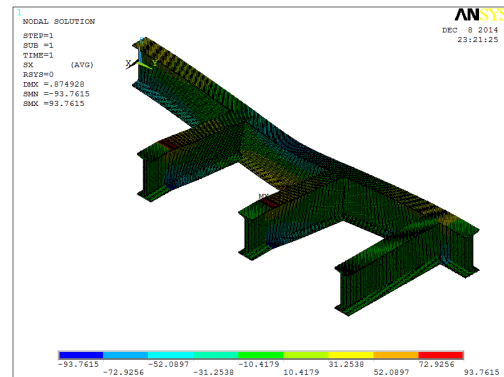 1
NODAL SOLUTION
STEP=1
SUB =1
TIME=1
SX (AVG)
RSYS=0
DMX =.874928
SMN =-93.7615
SMX =93.7615
ANSYS
DEC 8 2014
23:21:25
X
-93.7615 -52.0897 -10.4179 31.2538 72.9256
-72.9256 -31.2538 10.4179 52.0897 93.7615